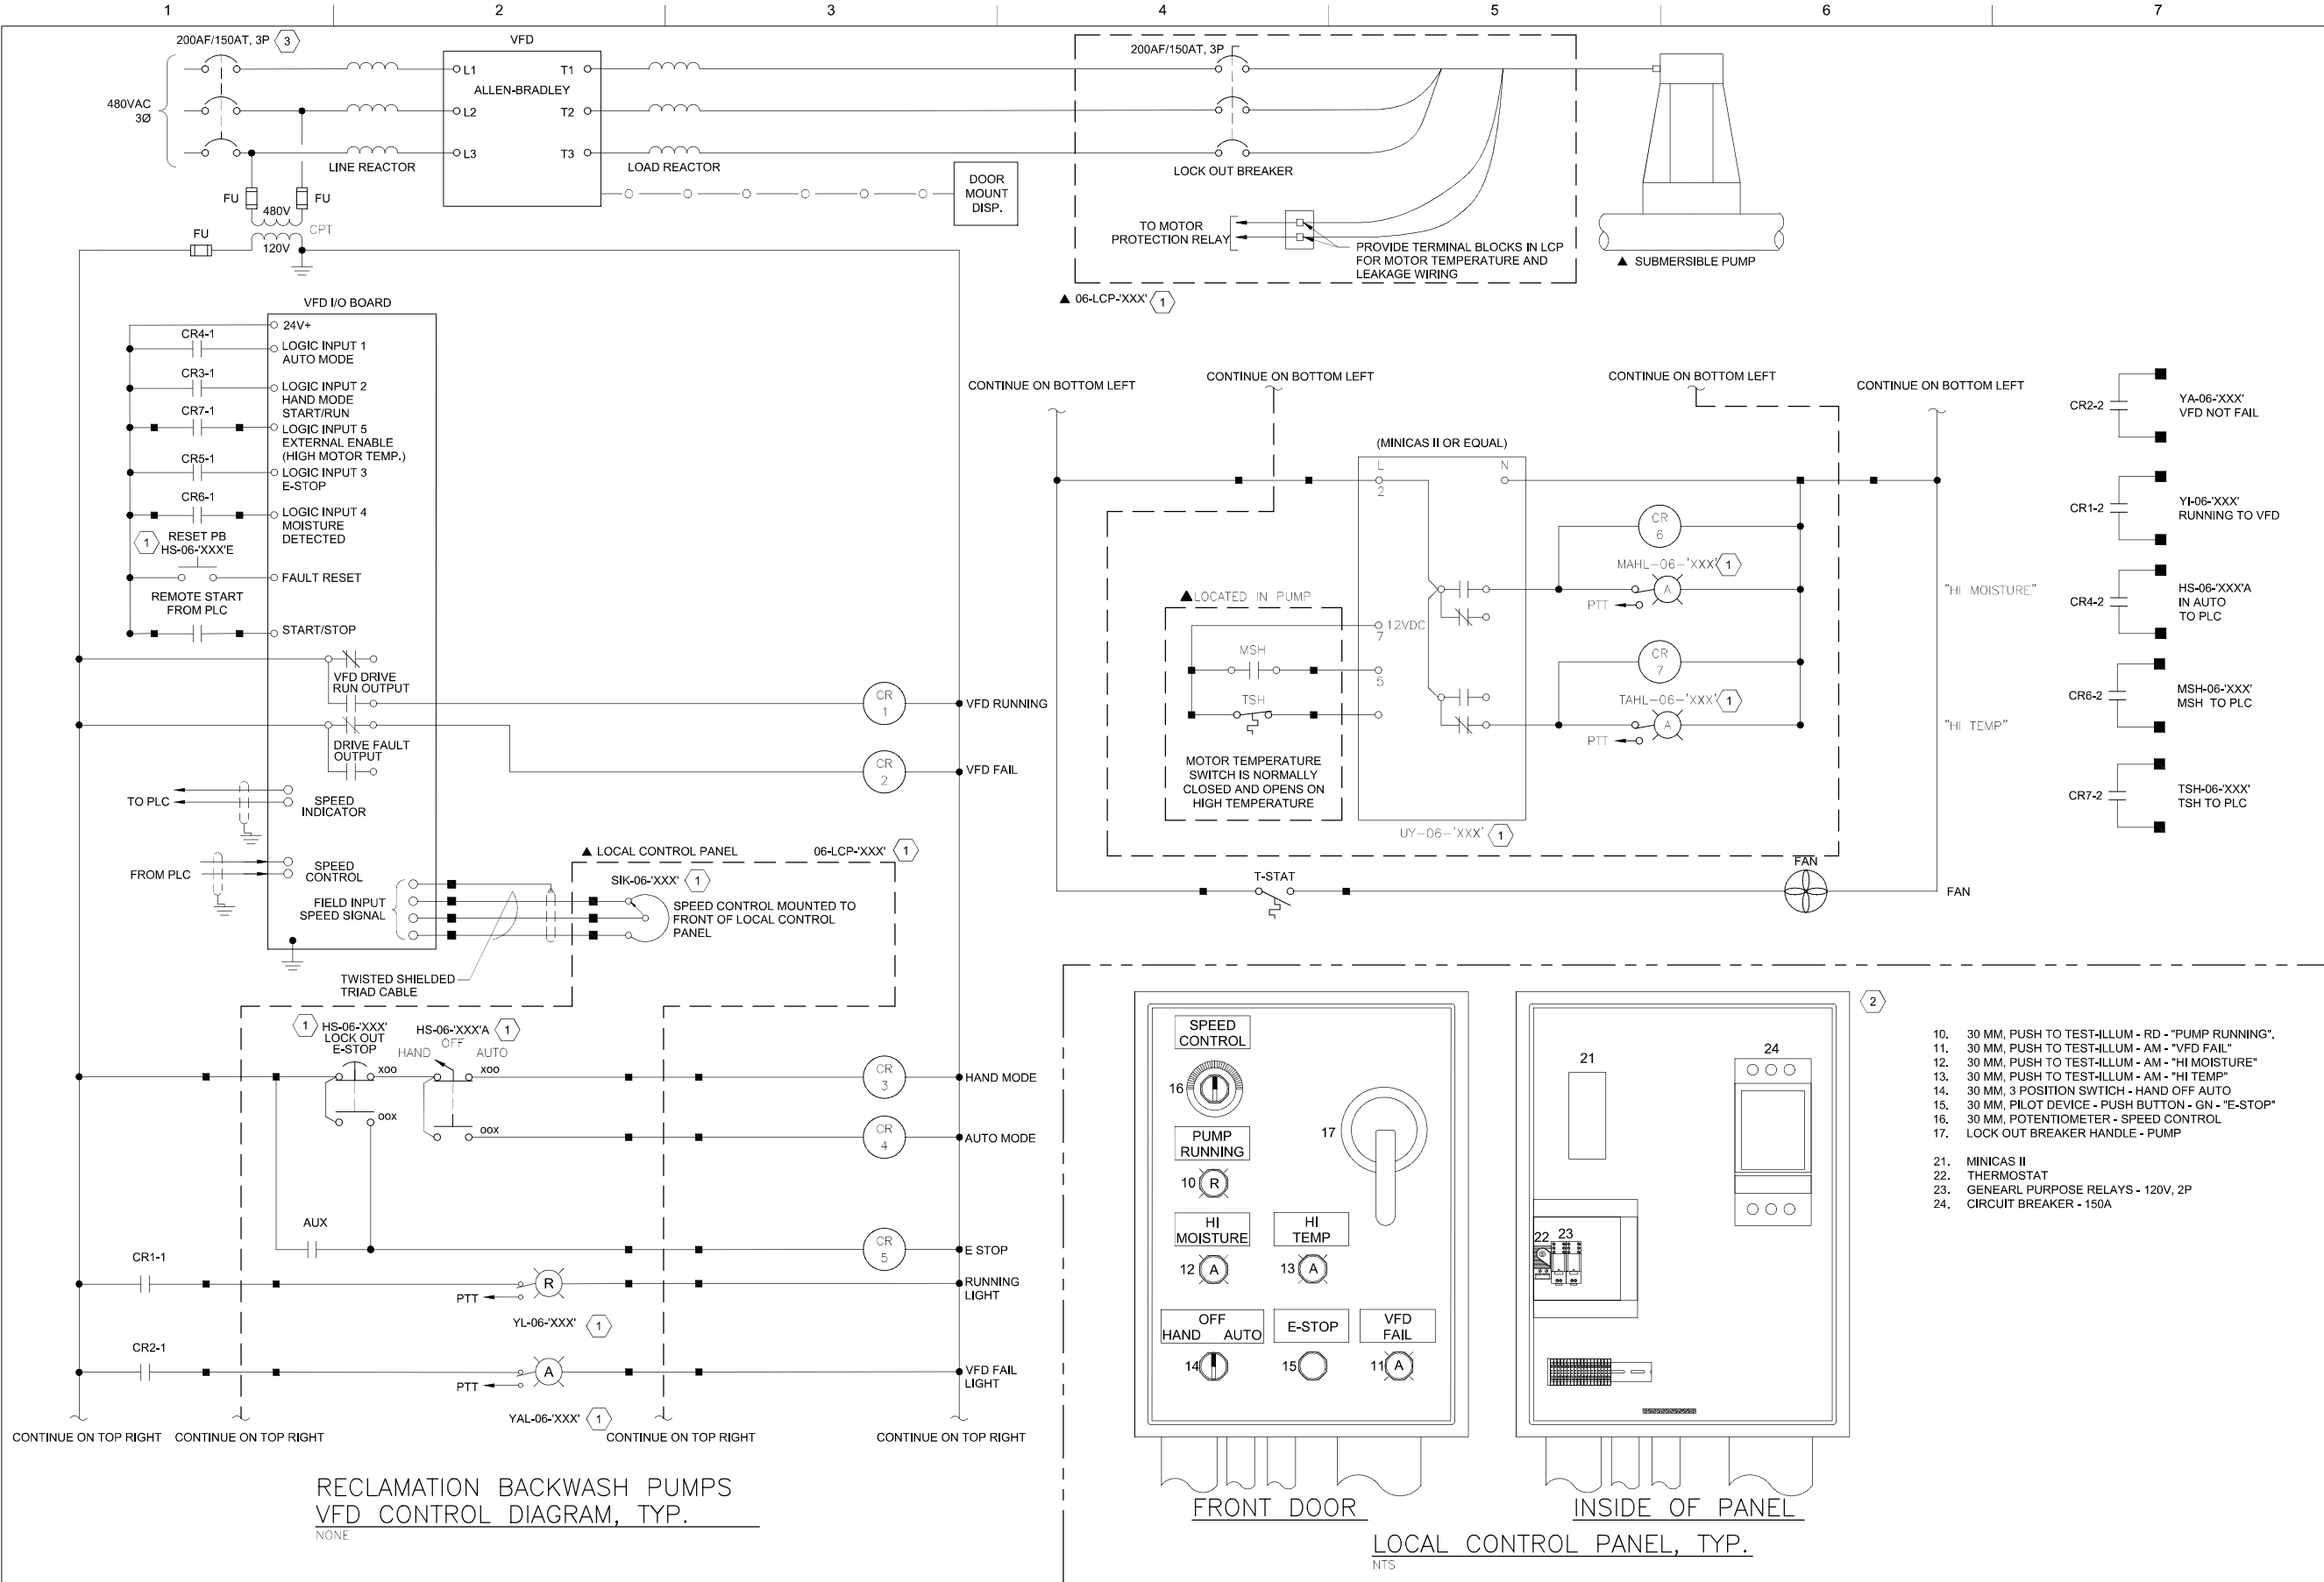 1 2 3 4 5 6 7
200AF/150AT, 3P 3
480VAC
3Ø
LINE REACTOR
VFD
L1 T1
ALLEN-BRADLEY
L2 T2
L3 T3
LOAD REACTOR
DOOR
MOUNT
DISP.
FU FU
480V
CPT
FU
120V
200AF/150AT, 3P
LOCK OUT BREAKER
TO MOTOR
PROTECTION RELAY
PROVIDE TERMINAL BLOCKS IN LCP
FOR MOTOR TEMPERATURE AND
LEAKAGE WIRING
▲ 06-LCP-'XXX' 1
▲ SUBMERSIBLE PUMP
VFD I/O BOARD
24V+
CR4-1
LOGIC INPUT 1
AUTO MODE
CR3-1
LOGIC INPUT 2
HAND MODE
START/RUN
CR7-1
LOGIC INPUT 5
EXTERNAL ENABLE
(HIGH MOTOR TEMP.)
CR5-1
LOGIC INPUT 3
E-STOP
CR6-1
LOGIC INPUT 4
MOISTURE
DETECTED
1 RESET PB
HS-06-'XXX'E
FAULT RESET
REMOTE START
FROM PLC
START/STOP
VFD DRIVE
RUN OUTPUT
CR
1
VFD RUNNING
DRIVE FAULT
OUTPUT
CR
2
VFD FAIL
TO PLC
SPEED
INDICATOR
FROM PLC
SPEED
CONTROL
FIELD INPUT
SPEED SIGNAL
▲ LOCAL CONTROL PANEL
06-LCP-'XXX' 1
SIK-06-'XXX' 1
SPEED CONTROL MOUNTED TO
FRONT OF LOCAL CONTROL
PANEL
TWISTED SHIELDED
TRIAD CABLE
1 HS-06-'XXX'
LOCK OUT
E-STOP
HS-06-'XXX'A 1
OFF
HAND AUTO
xoo
xoo
oox
oox
CR
3
HAND MODE
CR
4
AUTO MODE
AUX
CR
5
E STOP
CR1-1
R
PTT
RUNNING
LIGHT
YL-06-'XXX' 1
CR2-1
A
PTT
VFD FAIL
LIGHT
YAL-06-'XXX' 1
CONTINUE ON TOP RIGHT
CONTINUE ON TOP RIGHT
CONTINUE ON TOP RIGHT
CONTINUE ON TOP RIGHT
RECLAMATION BACKWASH PUMPS
VFD CONTROL DIAGRAM, TYP.
NONE
CONTINUE ON BOTTOM LEFT
CONTINUE ON BOTTOM LEFT
CONTINUE ON BOTTOM LEFT
CONTINUE ON BOTTOM LEFT
(MINICAS II OR EQUAL)
L N
2
CR
6
MAHL-06-'XXX' 1
A
PTT
"HI MOISTURE"
▲LOCATED IN PUMP
12VDC
7
MSH
5
TSH
CR
7
TAHL-06-'XXX' 1
A
PTT
"HI TEMP"
MOTOR TEMPERATURE
SWITCH IS NORMALLY
CLOSED AND OPENS ON
HIGH TEMPERATURE
UY-06-'XXX' 1
T-STAT
FAN
FAN
CR2-2
YA-06-'XXX'
VFD NOT FAIL
CR1-2
YI-06-'XXX'
RUNNING TO VFD
CR4-2
HS-06-'XXX'A
IN AUTO
TO PLC
CR6-2
MSH-06-'XXX'
MSH TO PLC
CR7-2
TSH-06-'XXX'
TSH TO PLC
SPEED
CONTROL
16
17
PUMP
RUNNING
10 R
HI
MOISTURE
HI
TEMP
12 A
13 A
OFF
HAND AUTO
E-STOP
VFD
FAIL
14
15
11 A
FRONT DOOR
2
21
24
22 23
INSIDE OF PANEL
LOCAL CONTROL PANEL, TYP.
NTS
10. 30 MM, PUSH TO TEST-ILLUM - RD - "PUMP RUNNING".
11. 30 MM, PUSH TO TEST-ILLUM - AM - "VFD FAIL"
12. 30 MM, PUSH TO TEST-ILLUM - AM - "HI MOISTURE"
13. 30 MM, PUSH TO TEST-ILLUM - AM - "HI TEMP"
14. 30 MM, 3 POSITION SWTICH - HAND OFF AUTO
15. 30 MM, PILOT DEVICE - PUSH BUTTON - GN - "E-STOP"
16. 30 MM, POTENTIOMETER - SPEED CONTROL
17. LOCK OUT BREAKER HANDLE - PUMP
21. MINICAS II
22. THERMOSTAT
23. GENEARL PURPOSE RELAYS - 120V, 2P
24. CIRCUIT BREAKER - 150A